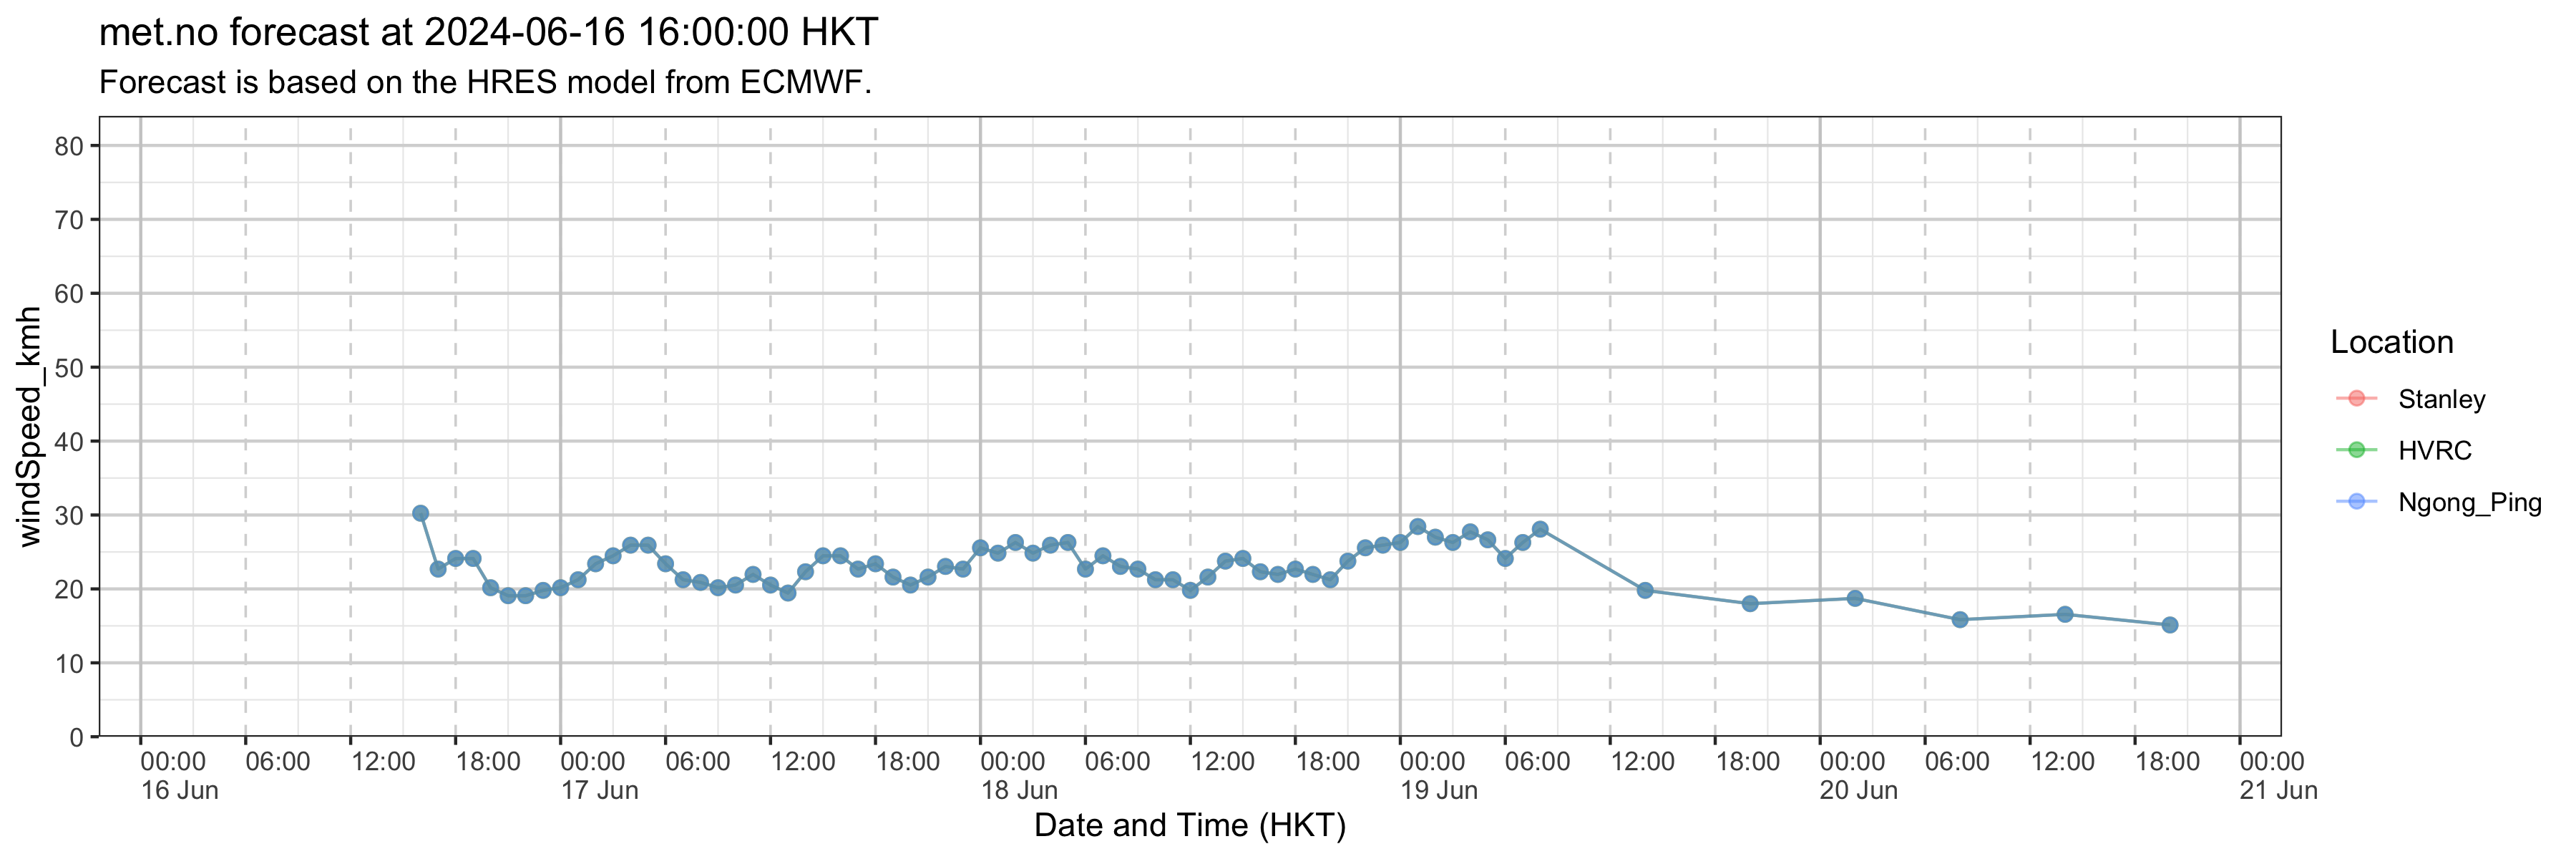 met.no forecast at 2024-06-16 16:00:00 HKT
Forecast is based on the HRES model from ECMWF.
windSpeed_kmh
80
70
60
50
40
30
20
10
0
00:00 06:00 12:00 18:00 00:00 06:00 12:00 18:00 00:00 06:00 12:00 18:00 00:00 06:00 12:00 18:00 00:00 06:00 12:00 18:00 00:00
16 Jun 17 Jun 18 Jun 19 Jun 20 Jun 21 Jun
Date and Time (HKT)
Location
Stanley
HVRC
Ngong_Ping